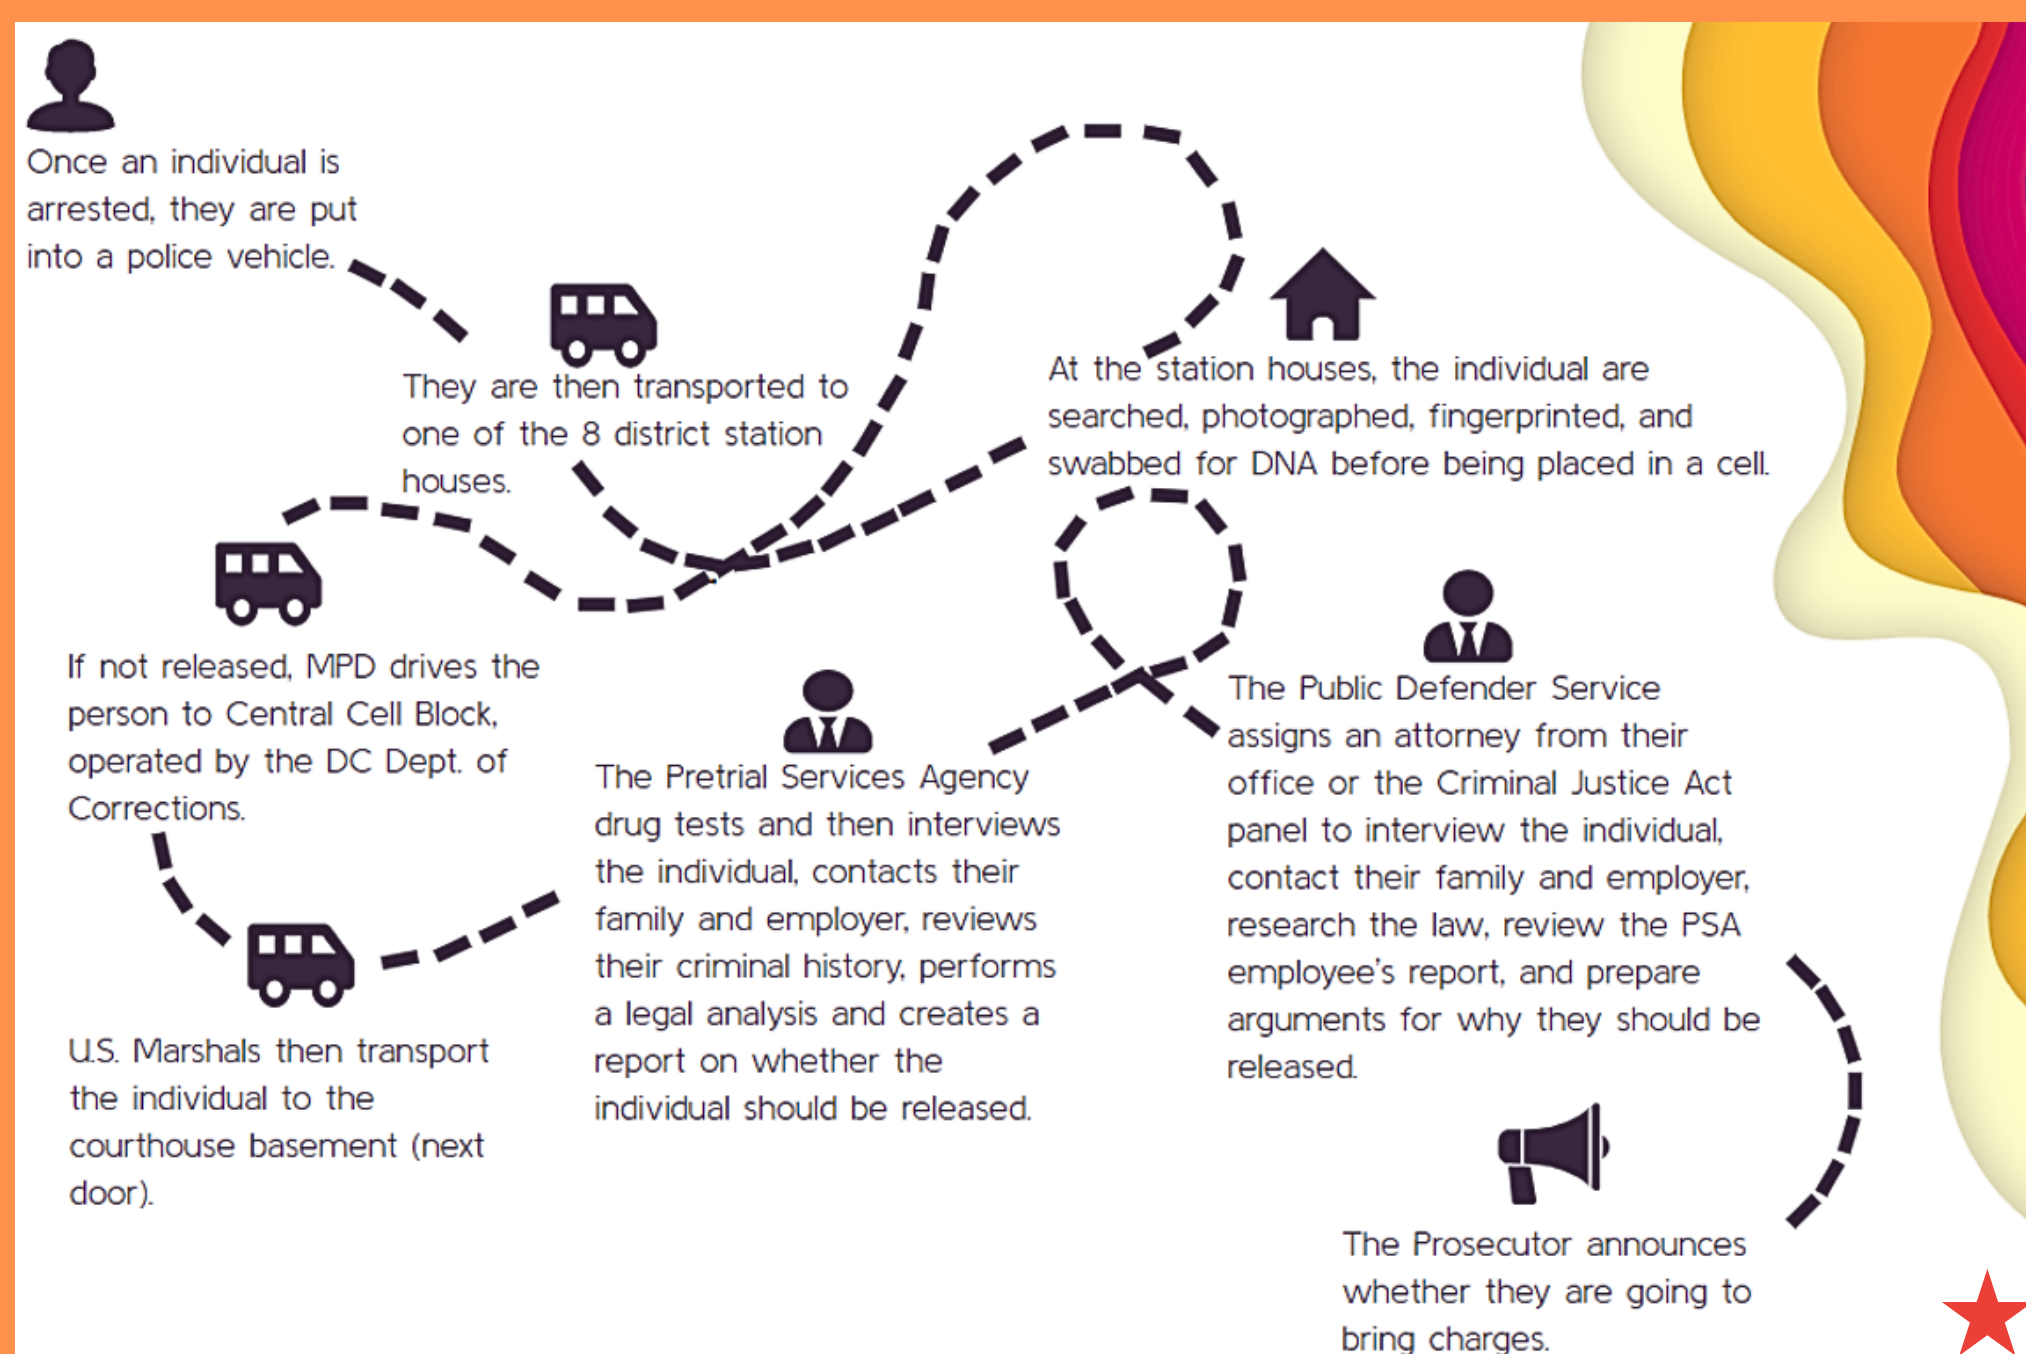 Once an individual is
arrested, they are put
into a police vehicle.
They are then transported to
one of the 8 district station
houses.
At the station houses, the individual are
searched, photographed, fingerprinted, and
swabbed for DNA before being placed in a cell.
If not released, MPD drives the
person to Central Cell Block,
operated by the DC Dept. of
Corrections.
U.S. Marshals then transport
the individual to the
courthouse basement (next
door).
The Pretrial Services Agency
drug tests and then interviews
the individual, contacts their
family and employer, reviews
their criminal history, performs
a legal analysis and creates a
report on whether the
individual should be released.
The Public Defender Service
assigns an attorney from their
office or the Criminal Justice Act
panel to interview the individual,
contact their family and employer,
research the law, review the PSA
employee's report, and prepare
arguments for why they should be
released.
The Prosecutor announces
whether they are going to
bring charges.